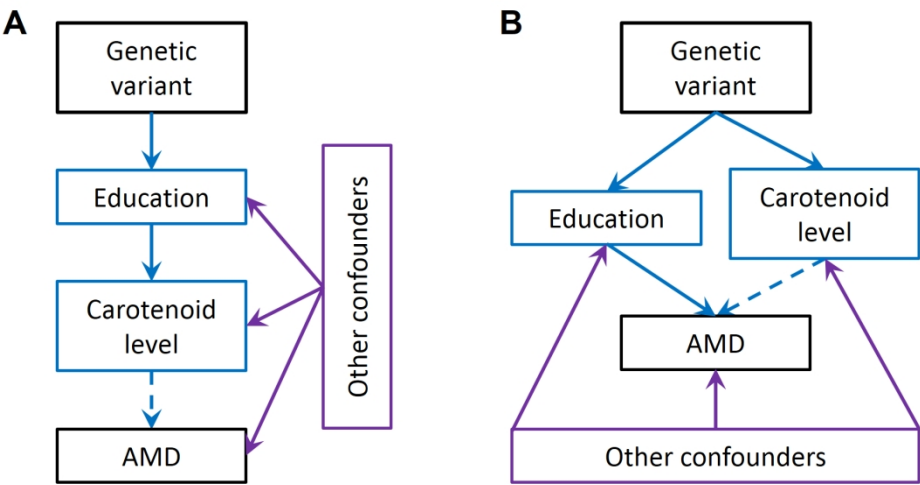 A
Genetic
variant
Education
Carotenoid
level
AMD
Other confounders
B
Genetic
variant
Education
Carotenoid
level
AMD
Other confounders